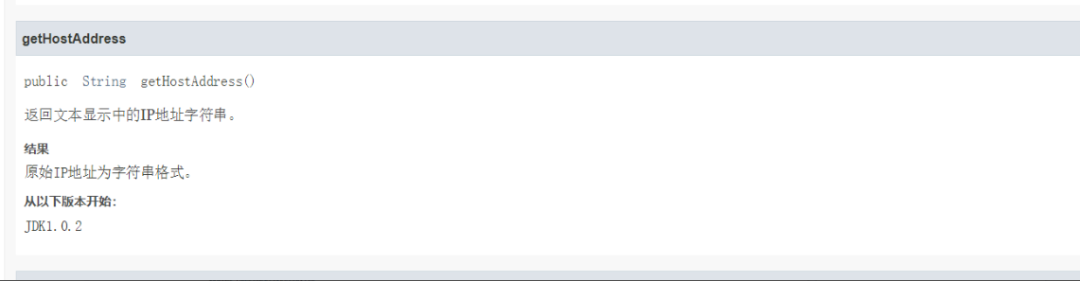 getHostAddress
public String getHostAddress()
返回文本显示中的IP地址字符串。
结果
原始IP地址为字符串格式。
从以下版本开始:
JDK1.0.2